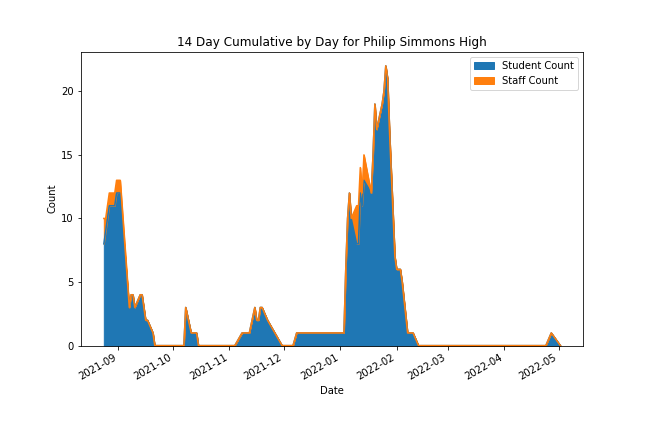 14 Day Cumulative by Day for Philip Simmons High
Student Count
Staff Count
Count
20
15
10
5
0
2021-09
2021-10
2021-11
2021-12
2022-01
2022-02
2022-03
2022-04
2022-05
Date